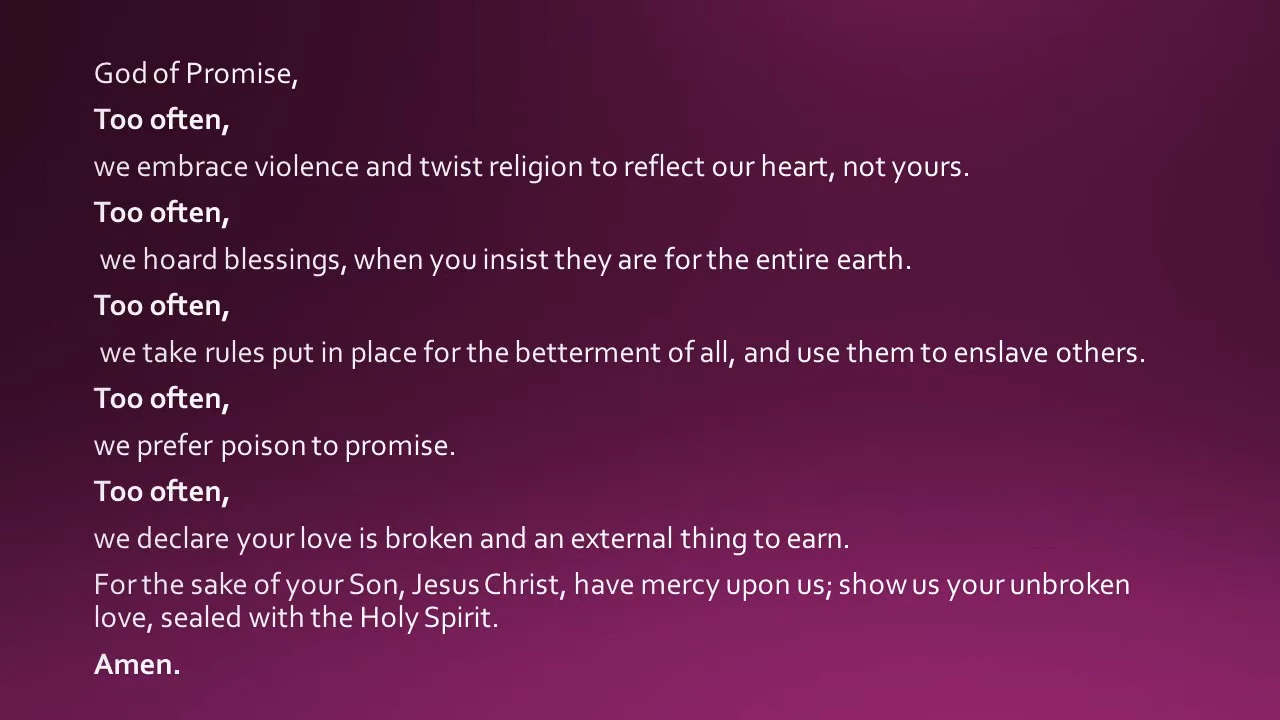 God of Promise,
Too often,
we embrace violence and twist religion to reflect our heart, not yours.
Too often,
we hoard blessings, when you insist they are for the entire earth.
Too often,
we take rules put in place for the betterment of all, and use them to enslave others.
Too often,
we prefer poison to promise.
Too often,
we declare your love is broken and an external thing to earn.
For the sake of your Son, Jesus Christ, have mercy upon us; show us your unbroken
love, sealed with the Holy Spirit.
Amen.